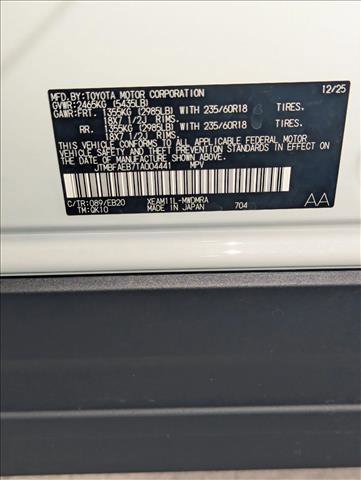 MFD.BY:TOYOTA MOTOR CORPORATION 12/25
GVWR:2465KG (5435LB)
GAWR:FRT. 1355KG (2985LB) WITH 235/60R18 TIRES.
18X7 1/2J RIMS.
RR. 1355KG (2985LB) WITH 235/60R18 TIRES.
18X7 1/2J RIMS.
THIS VEHICLE CONFORMS TO ALL APPLICABLE FEDERAL MOTOR
VEHICLE SAFETY STANDARDS IN EFFECT ON THE DATE OF
MANUFACTURE SHOWN ABOVE.
JTMBFAEB7TA004441 MPV
C/TR:089/EB20 XEAM11L-MWDMRA
TM:QK10 MADE IN JAPAN 704 AA